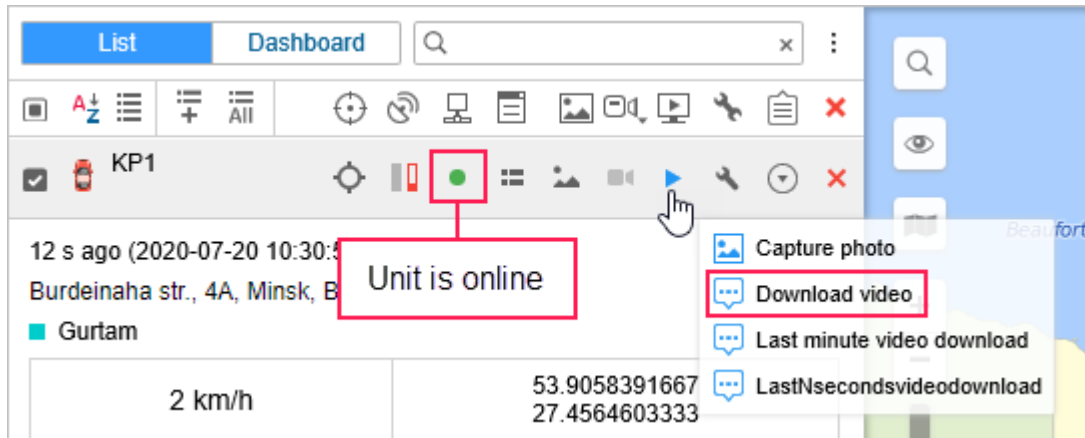 List
Dashboard
A
Z
All
KP1
12 s ago (2020-07-20 10:30:5
Unit is online
Burdeinaha str., 4A, Minsk, B
Gurtam
2 km/h
53.9058391667
27.4564603333
Capture photo
Download video
Last minute video download
LastNsecondsvideodownload
Beaufort